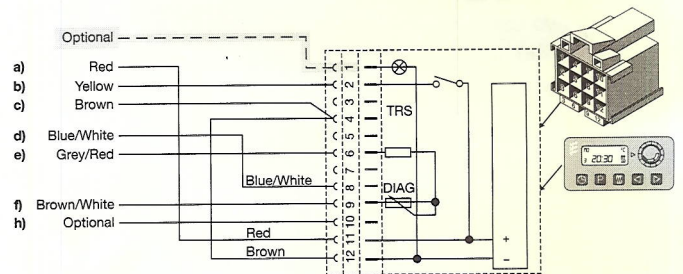 Optional
a) Red
b) Yellow
c) Brown
d) Blue/White
e) Grey/Red
Blue/White
f) Brown/White
h) Optional
Red
Brown
1
2
3
4
5
6
7
8
9
10
11
12
TRS
DIAG
+
–
20:30
P